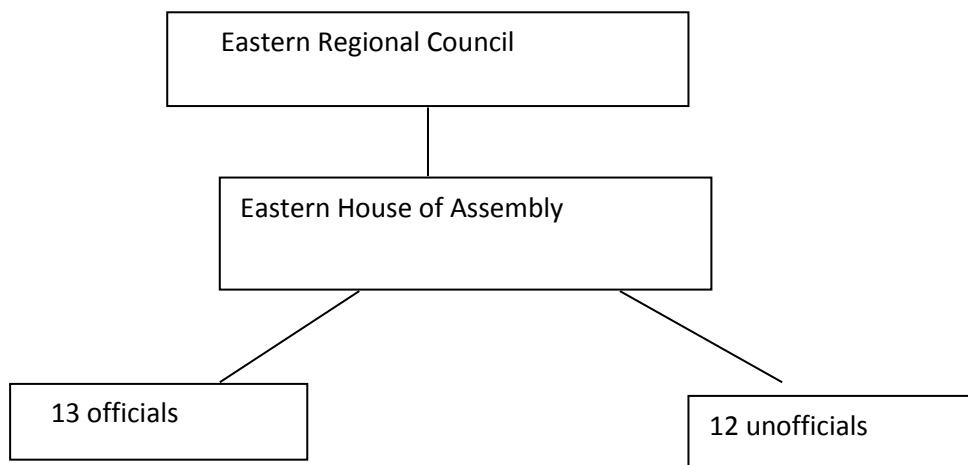 Eastern Regional Council
Eastern House of Assembly
13 officials
12 unofficials